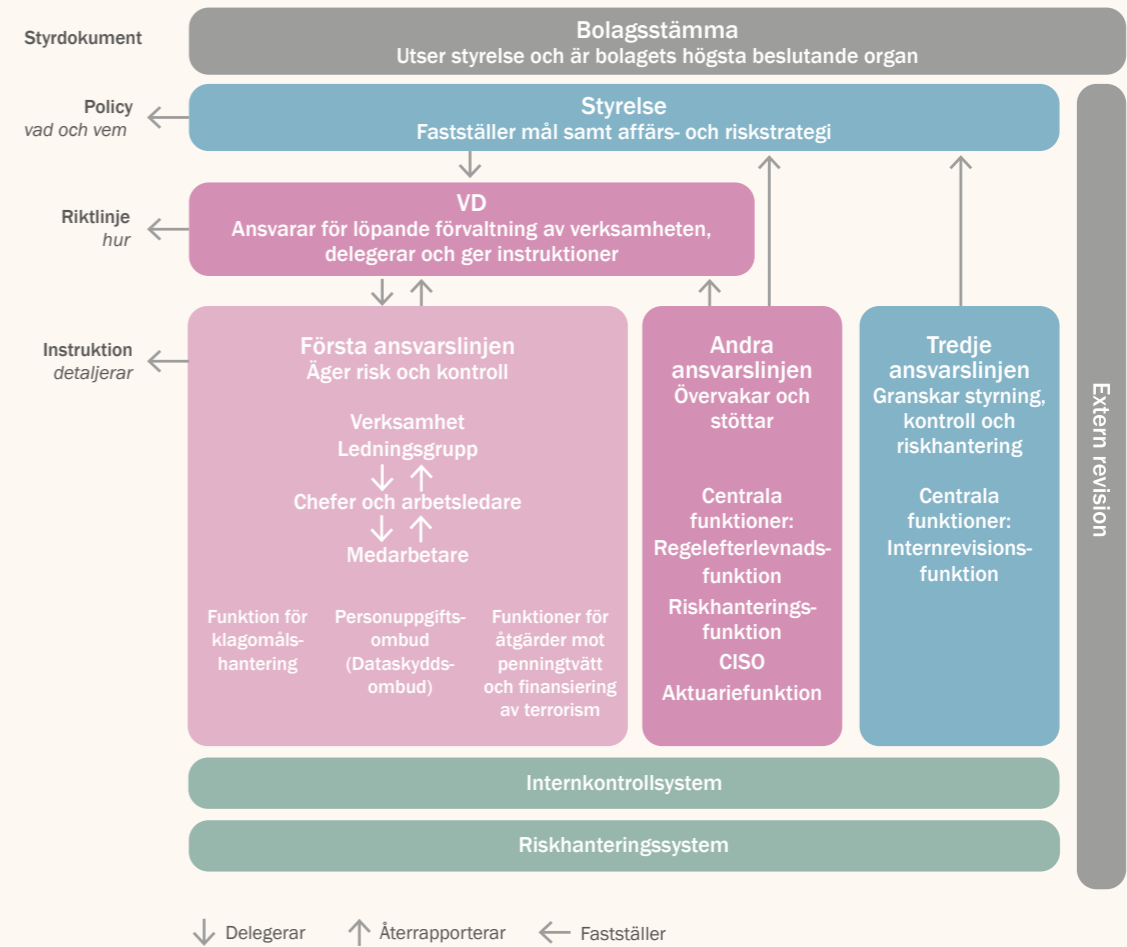 Styrdokument
Bolagsstämma
Utser styrelse och är bolagets högsta beslutande organ
Policy
vad och vem
Styrelse
Fastställer mål samt affärs- och riskstrategi
Riktlinje
hur
VD
Ansvarar för löpande förvaltning av verksamheten,
delegerar och ger instruktioner
Instruktion
detaljerar
Första ansvarslinjen
Äger risk och kontroll
Verksamhet
Ledningsgrupp
Chefer och arbetsledare
Medarbetare
Funktion för
klagomåls-
hantering
Personuppgifts-
ombud
(Dataskydds-
ombud)
Funktioner för
åtgärder mot
penningtvätt
och finansiering
av terrorism
Andra
ansvarslinjen
Övervakar och
stöttar
Centrala
funktioner:
Regelefterlevnads-
funktion
Riskhanterings-
funktion
CISO
Aktuariefunktion
Tredje
ansvarslinjen
Granskar styrning,
kontroll och
riskhantering
Centrala
funktioner:
Internrevisions-
funktion
Extern revision
Internkontrollsystem
Riskhanteringssystem
Delegerar
Återrapporterar
Fastställer